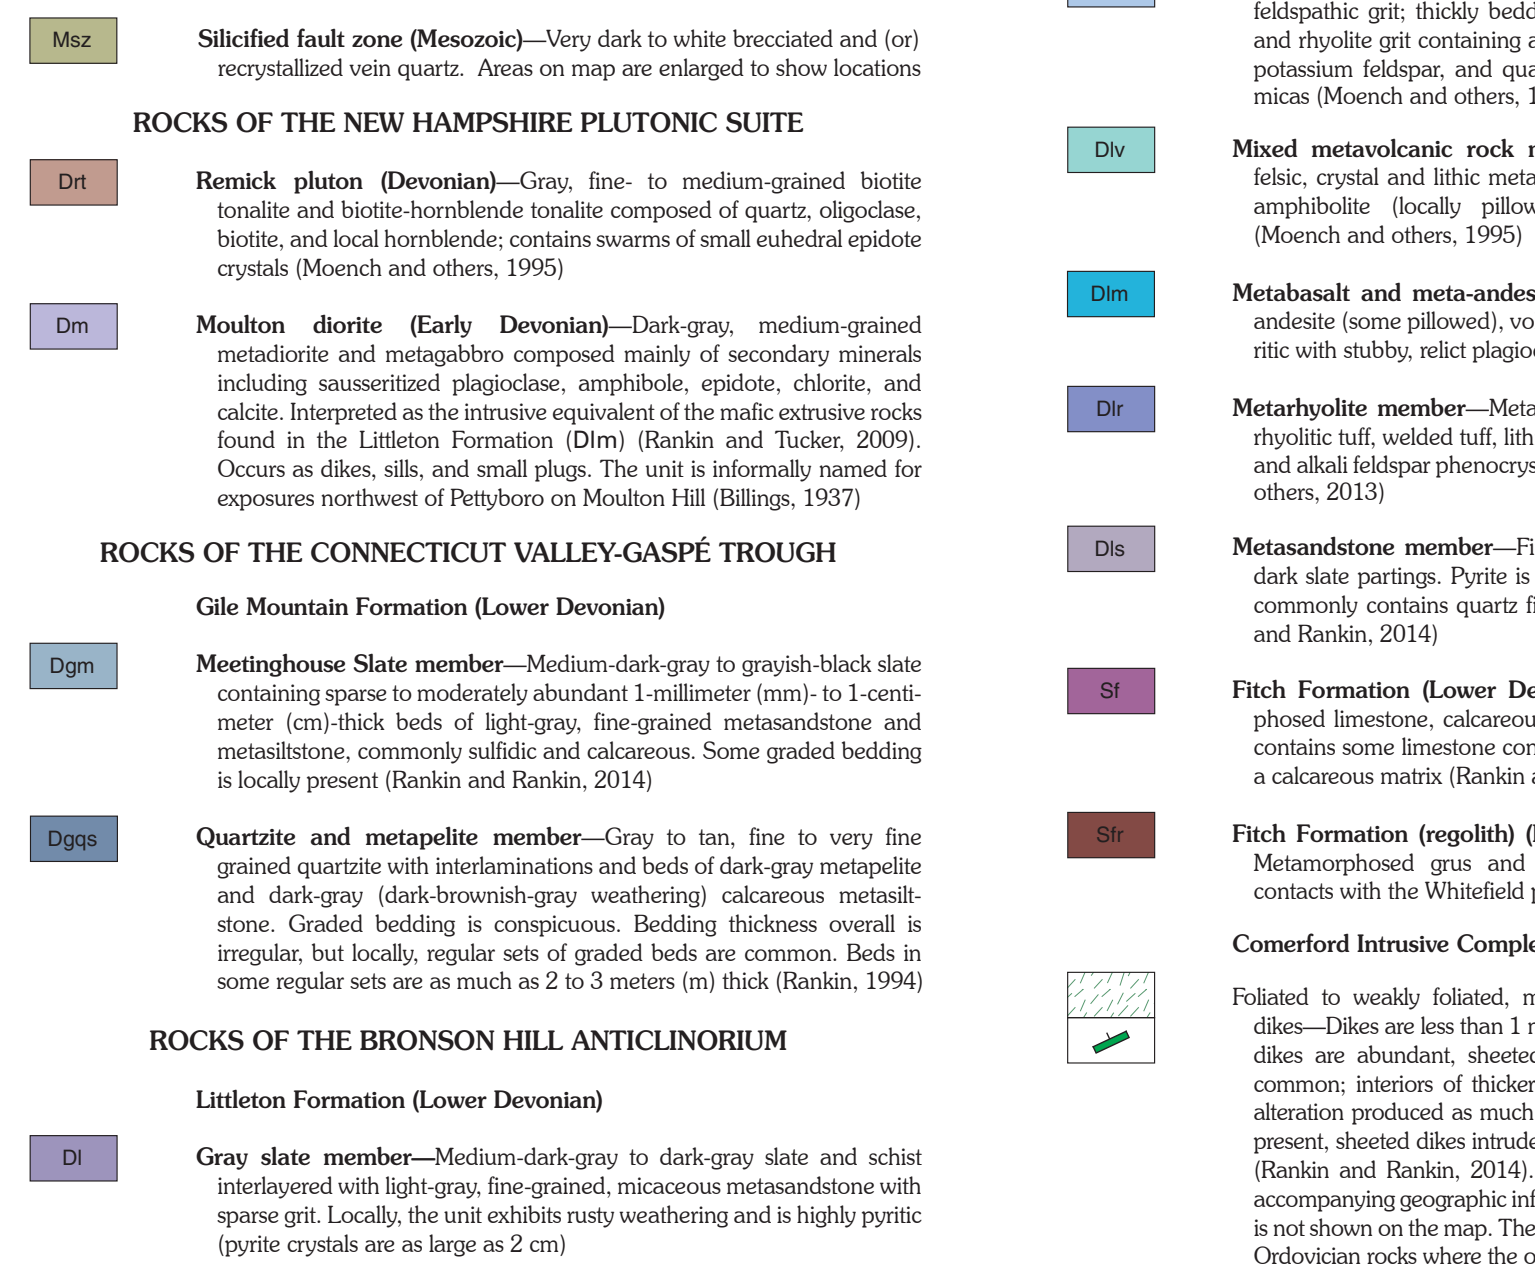 Msz
Silicified fault zone (Mesozoic)—Very dark to white brecciated and (or)
recrystallized vein quartz. Areas on map are enlarged to show locations
ROCKS OF THE NEW HAMPSHIRE PLUTONIC SUITE
Drt
Remick pluton (Devonian)—Gray, fine- to medium-grained biotite
tonalite and biotite-hornblende tonalite composed of quartz, oligoclase,
biotite, and local hornblende; contains swarms of small euhedral epidote
crystals (Moench and others, 1995)
Dm
Moulton diorite (Early Devonian)—Dark-gray, medium-grained
metadiorite and metagabbro composed mainly of secondary minerals
including sausseritized plagioclase, amphibole, epidote, chlorite, and
calcite. Interpreted as the intrusive equivalent of the mafic extrusive rocks
found in the Littleton Formation (Dlm) (Rankin and Tucker, 2009).
Occurs as dikes, sills, and small plugs. The unit is informally named for
exposures northwest of Pettyboro on Moulton Hill (Billings, 1937)
ROCKS OF THE CONNECTICUT VALLEY-GASPÉ TROUGH
Gile Mountain Formation (Lower Devonian)
Dgm
Meetinghouse Slate member—Medium-dark-gray to grayish-black slate
containing sparse to moderately abundant 1-millimeter (mm)- to 1-centi-
meter (cm)-thick beds of light-gray, fine-grained metasandstone and
metasiltstone, commonly sulfidic and calcareous. Some graded bedding
is locally present (Rankin and Rankin, 2014)
Dgqs
Quartzite and metapelite member—Gray to tan, fine to very fine
grained quartzite with interlaminations and beds of dark-gray metapelite
and dark-gray (dark-brownish-gray weathering) calcareous metasilt-
stone. Graded bedding is conspicuous. Bedding thickness overall is
irregular, but locally, regular sets of graded beds are common. Beds in
some regular sets are as much as 2 to 3 meters (m) thick (Rankin, 1994)
ROCKS OF THE BRONSON HILL ANTICLINORIUM
Littleton Formation (Lower Devonian)
Dl
Gray slate member—Medium-dark-gray to dark-gray slate and schist
interlayered with light-gray, fine-grained, micaceous metasandstone with
sparse grit. Locally, the unit exhibits rusty weathering and is highly pyritic
(pyrite crystals are as large as 2 cm)
feldspathic grit; thickly bedd
and rhyolite grit containing a
potassium feldspar, and qua
micas (Moench and others, 1
Dlv
Mixed metavolcanic rock m
felsic, crystal and lithic meta
amphibolite (locally pillow
(Moench and others, 1995)
Dlm
Metabasalt and meta-andes
andesite (some pillowed), vo
ritic with stubby, relict plagioc
Dlr
Metarhyolite member—Meta
rhyolitic tuff, welded tuff, lith
and alkali feldspar phenocrys
others, 2013)
Dls
Metasandstone member—Fi
dark slate partings. Pyrite is
commonly contains quartz fi
and Rankin, 2014)
Sf
Fitch Formation (Lower De
phosed limestone, calcareou
contains some limestone con
a calcareous matrix (Rankin a
Sfr
Fitch Formation (regolith) (
Metamorphosed grus and
contacts with the Whitefield p
Comerford Intrusive Comple
Foliated to weakly foliated, m
dikes—Dikes are less than 1 m
dikes are abundant, sheeted
common; interiors of thicker
alteration produced as much
present, sheeted dikes intrude
(Rankin and Rankin, 2014).
accompanying geographic inf
is not shown on the map. The
Ordovician rocks where the o